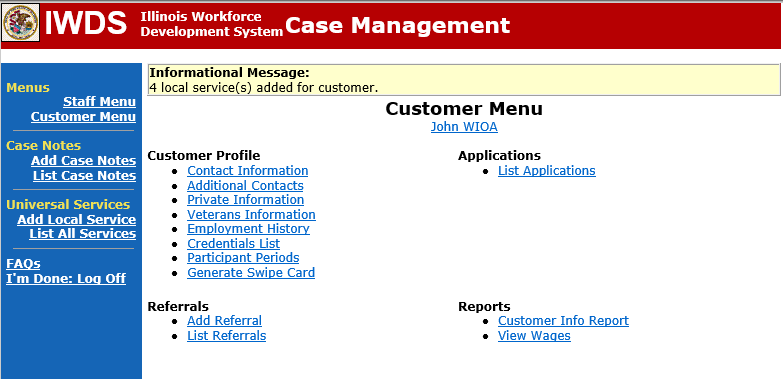 IWDS Illinois Workforce
Development System Case Management
Menus
Staff Menu
Customer Menu
Case Notes
Add Case Notes
List Case Notes
Universal Services
Add Local Service
List All Services
FAQs
I'm Done: Log Off
Informational Message:
4 local service(s) added for customer.
Customer Menu
John WIOA
Customer Profile
Contact Information
Additional Contacts
Private Information
Veterans Information
Employment History
Credentials List
Participant Periods
Generate Swipe Card
Applications
List Applications
Referrals
Add Referral
List Referrals
Reports
Customer Info Report
View Wages